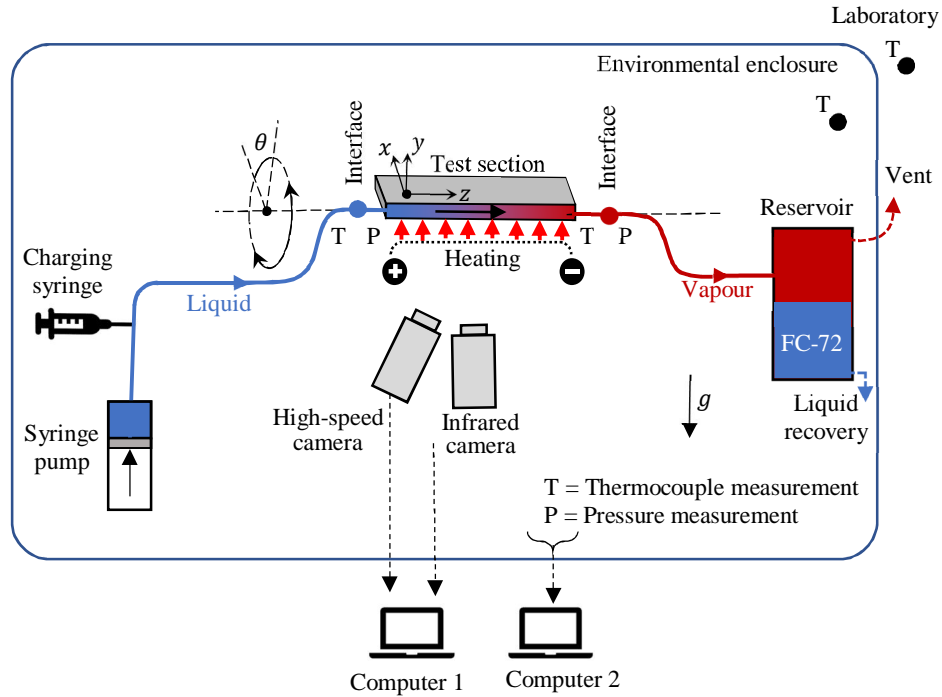 Laboratory
T
Environmental enclosure
T
Interface
Interface
θ
x
y
z
Test section
Vent
Reservoir
T P
T P
Heating
+
−
Charging
syringe
Liquid
Vapour
FC-72
g
Liquid
recovery
High-speed
camera
Infrared
camera
Syringe
pump
T = Thermocouple measurement
P = Pressure measurement
Computer 1
Computer 2